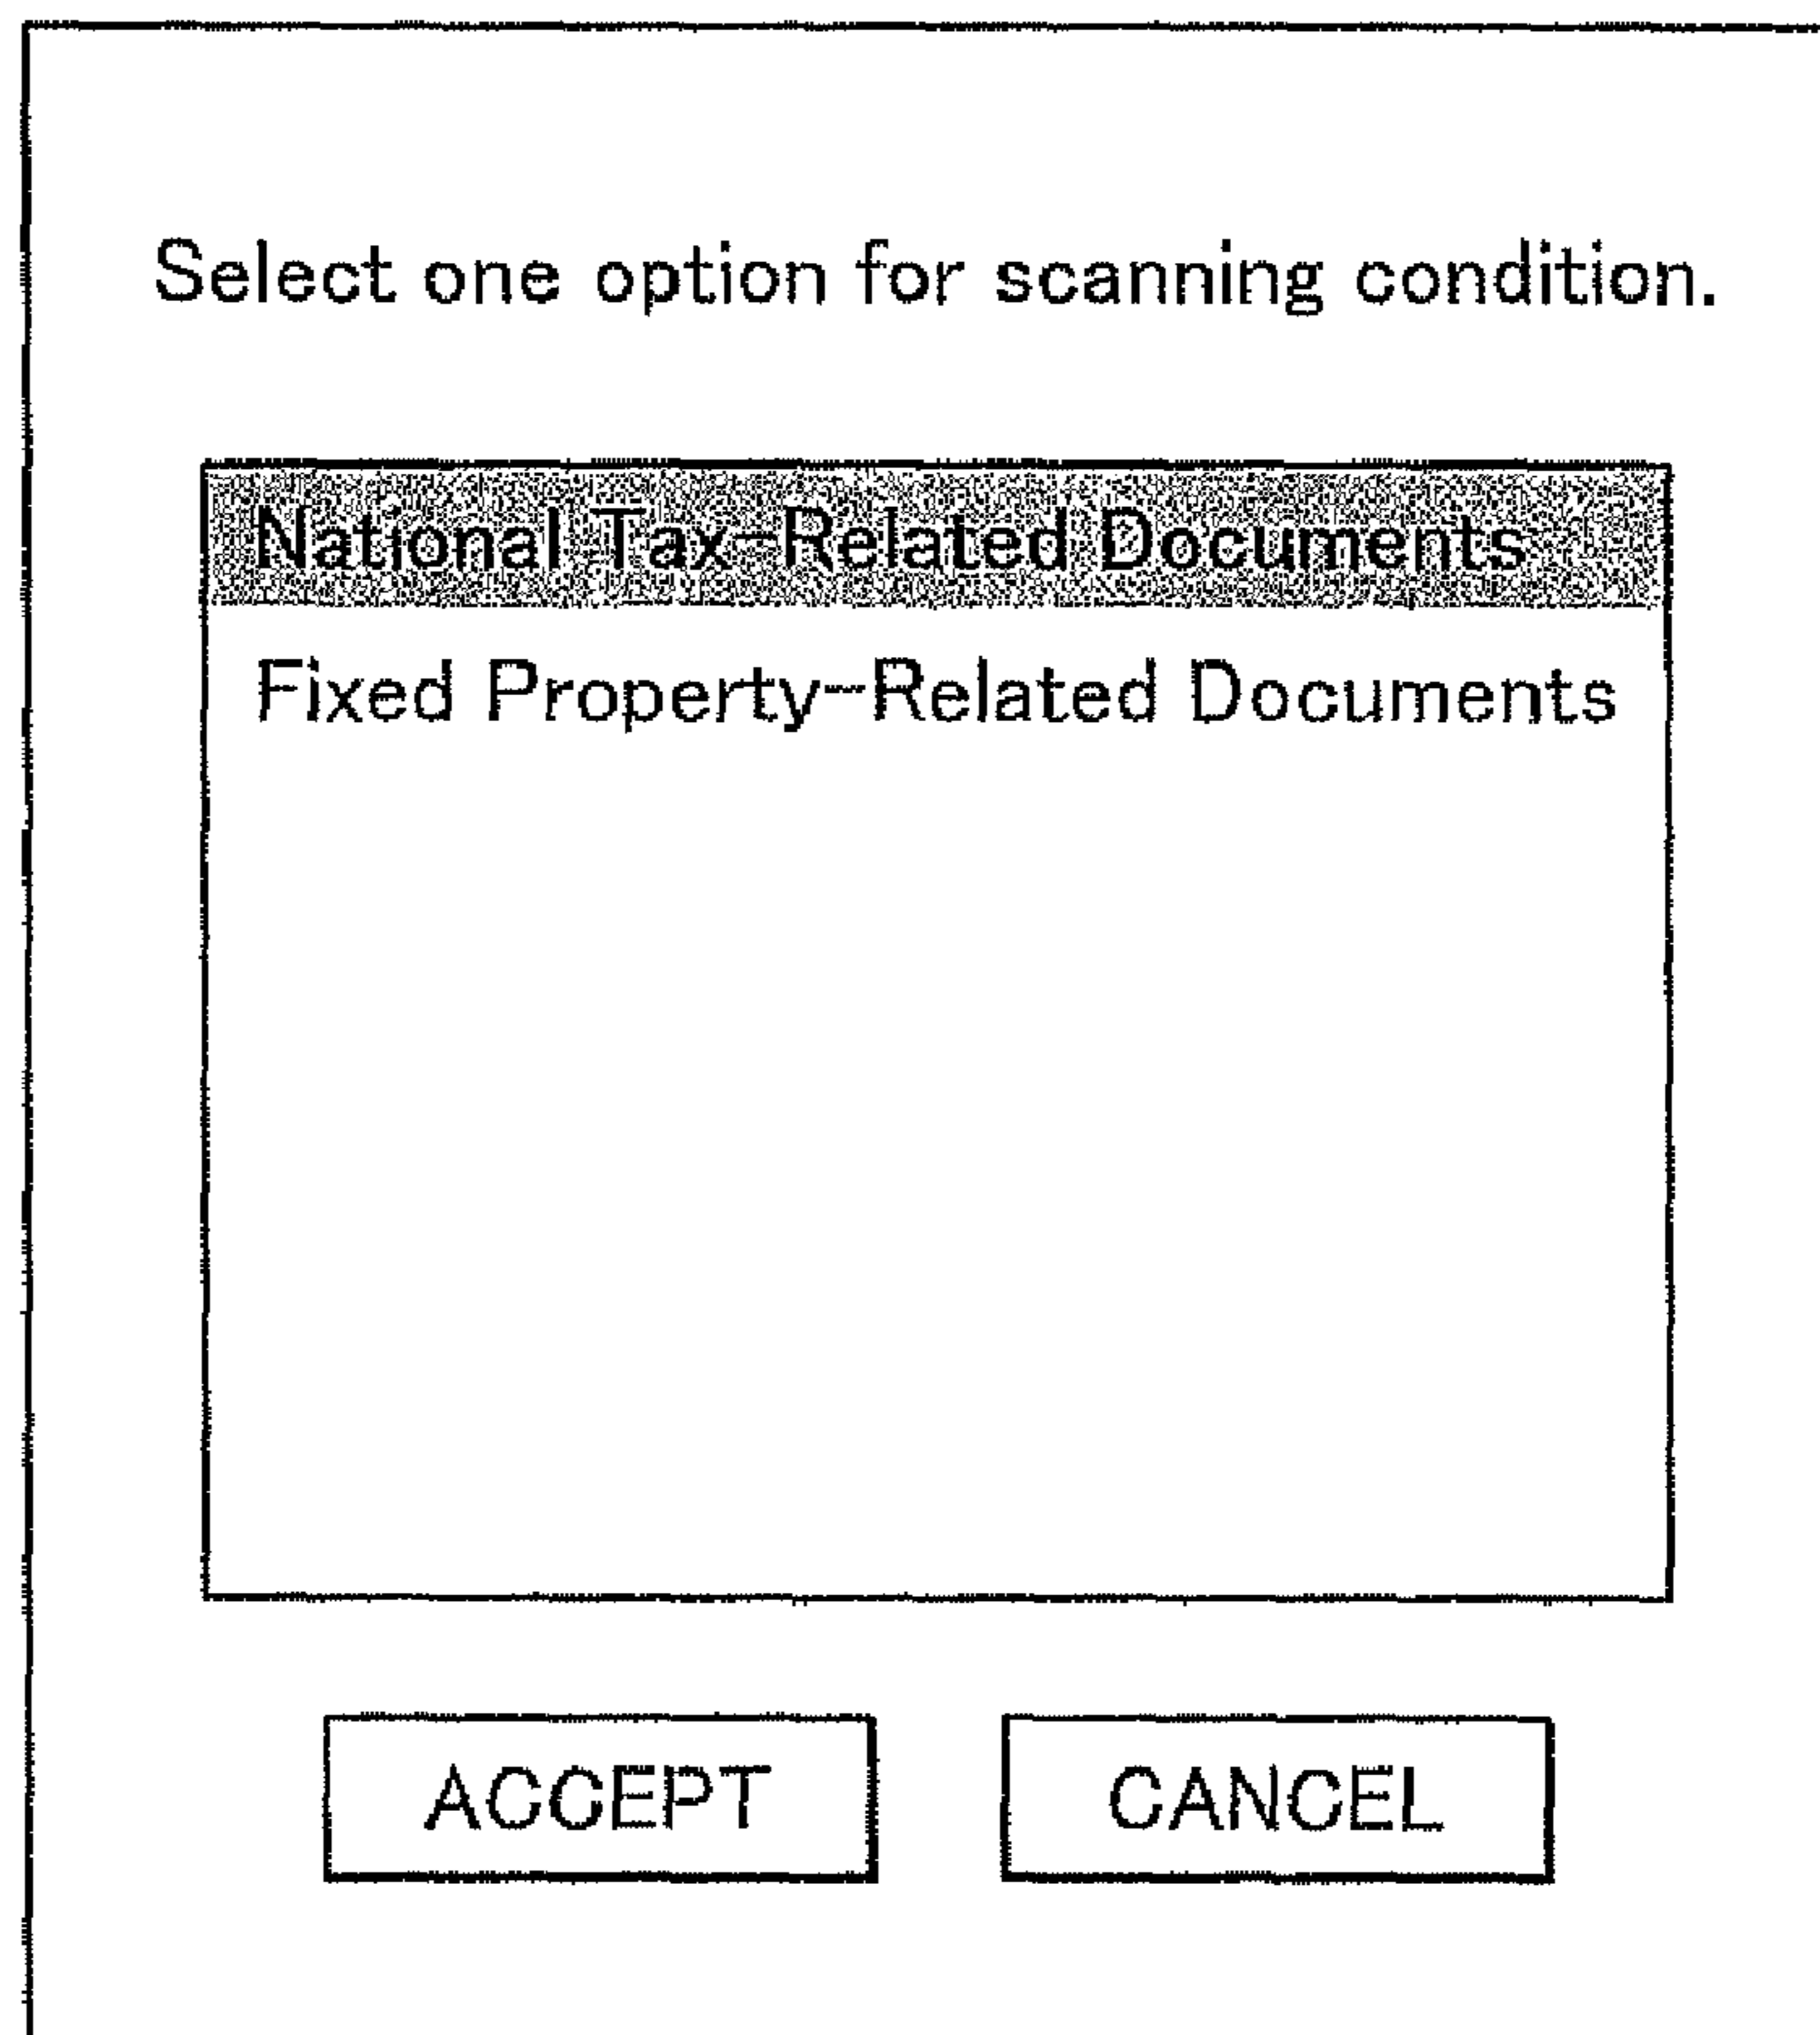 Select one option for scanning condition.
National Tax-Related Documents
Fixed Property-Related Documents
ACCEPT
CANCEL